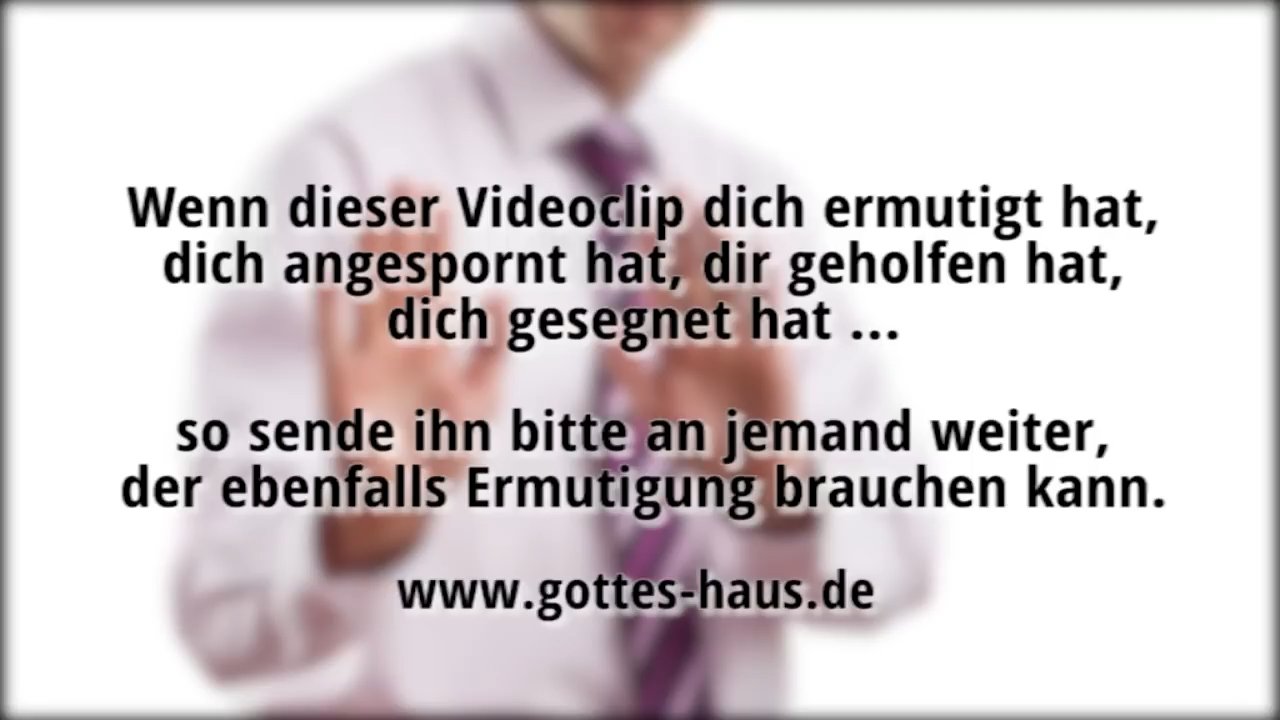 Wenn dieser Videoclip dich ermutigt hat,
dich angespornt hat, dir geholfen hat,
dich gesegnet hat ...
so sende ihn bitte an jemand weiter,
der ebenfalls Ermutigung brauchen kann.
www.gottes-haus.de